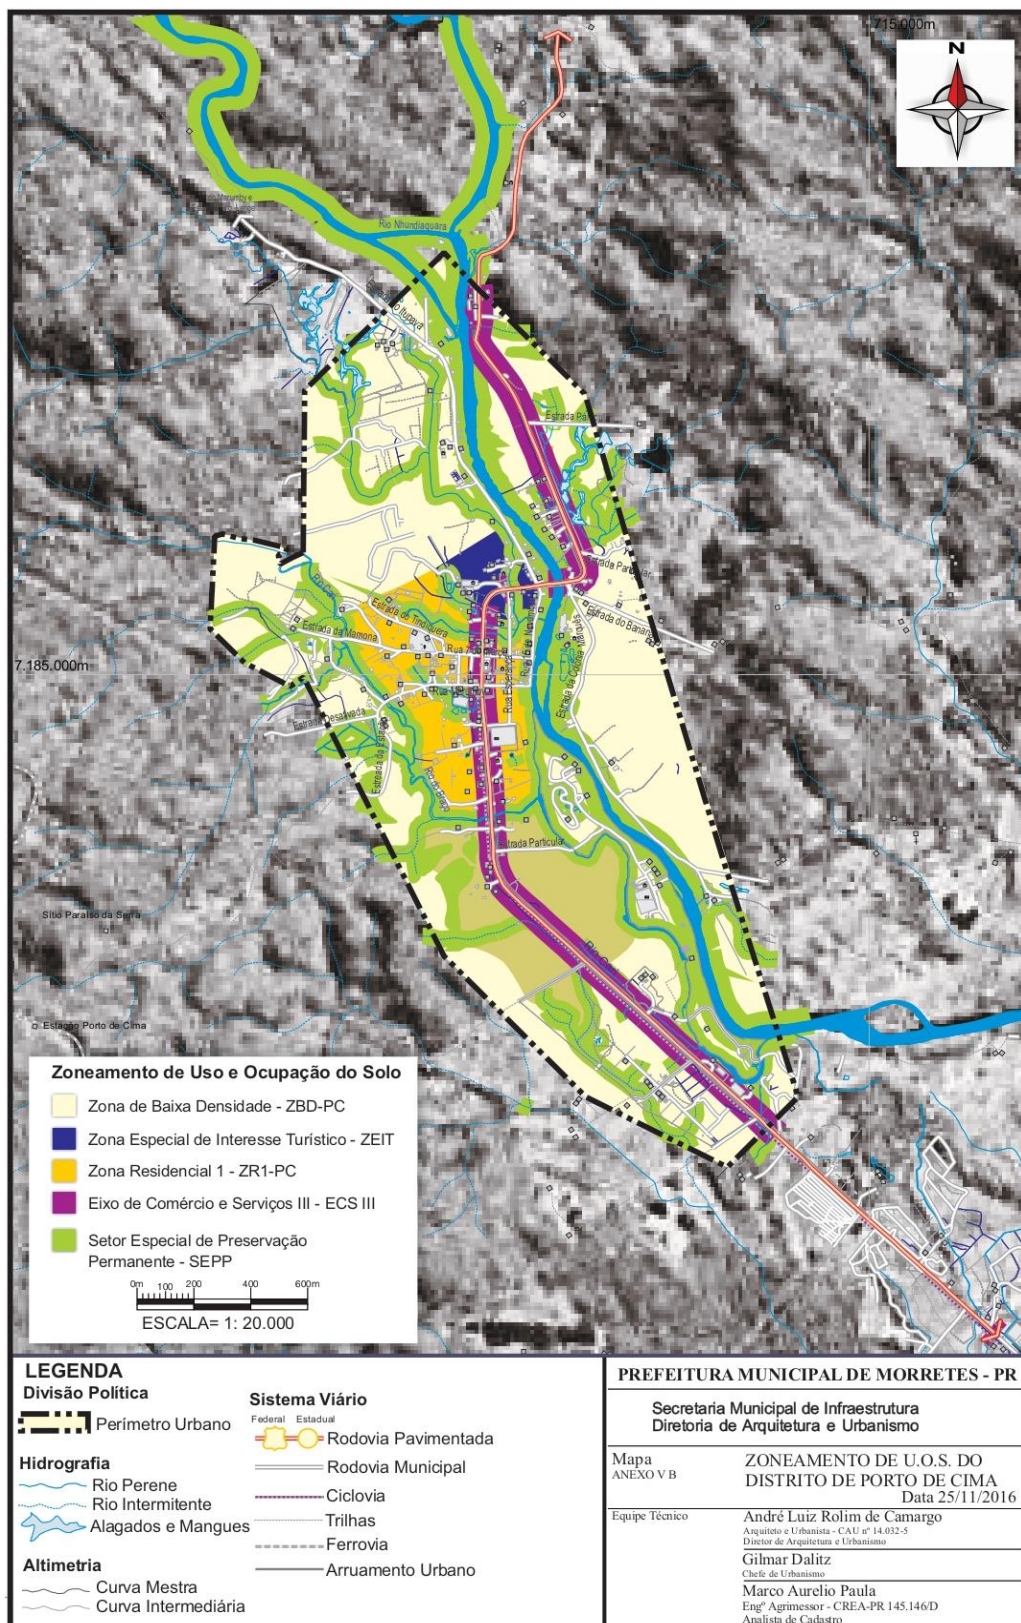 715.000m
N
Rio Nhundiaquara
Estrada Particular
Estrada do Tindiquera
Estrada da Mamona
Estrada do Banana
7.185.000m
Rua Esperança
Estrada da Colônia Marques
Rio do Braço
Estrada Particular
Sítio Paraíso da Serra
Estação Porto de Cima
Zoneamento de Uso e Ocupação do Solo
Zona de Baixa Densidade - ZBD-PC
Zona Especial de Interesse Turístico - ZEIT
Zona Residencial 1 - ZR1-PC
Eixo de Comércio e Serviços III - ECS III
Setor Especial de Preservação
Permanente - SEPP
0m 100 200 400 600m
ESCALA= 1: 20.000
LEGENDA
Divisão Política
Perímetro Urbano
Hidrografia
Rio Perene
Rio Intermitente
Alagados e Mangues
Altimetria
Curva Mestra
Curva Intermediária
Sistema Viário
Federal Estadual
Rodovia Pavimentada
Rodovia Municipal
Ciclovia
Trilhas
Ferrovia
Arruamento Urbano
PREFEITURA MUNICIPAL DE MORRETES - PR
Secretaria Municipal de Infraestrutura
Diretoria de Arquitetura e Urbanismo
Mapa
ANEXO V B
ZONEAMENTO DE U.O.S. DO
DISTRITO DE PORTO DE CIMA
Data 25/11/2016
Equipe Técnico
André Luiz Rolim de Camargo
Arquiteto e Urbanista - CAU nº 14.032-5
Diretor de Arquitetura e Urbanismo
Gilmar Dalitz
Chefe de Urbanismo
Marco Aurelio Paula
Engº Agrimessor - CREA-PR 145.146/D
Analista de Cadastro